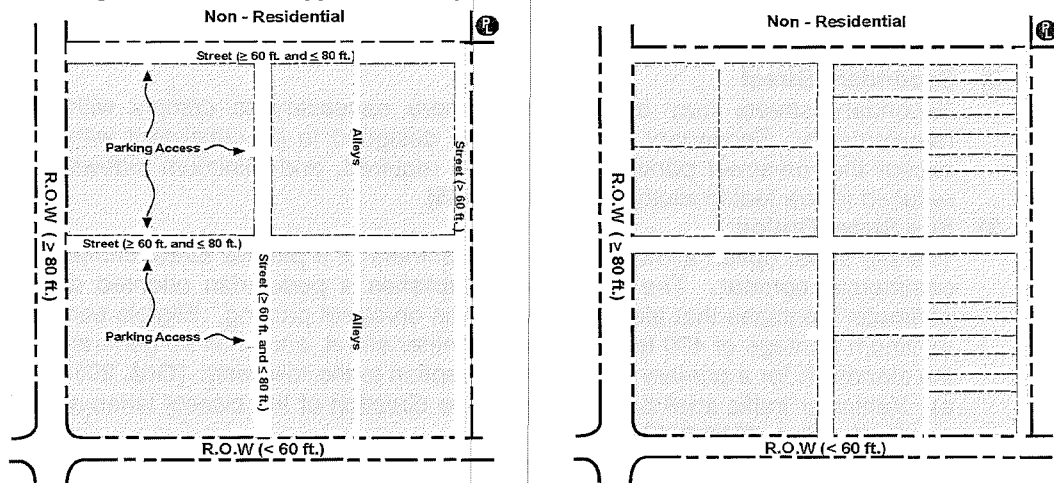 Non - Residential
PL
Street (≥ 60 ft. and ≤ 80 ft.)
Parking Access
Alleys
Street (> 60 ft.)
R.O.W ( ≥ 80 ft.)
Street (≥ 60 ft. and ≤ 80 ft.)
Street (≥ 60 ft. and ≤ 80 ft.)
Parking Access
Alleys
R.O.W (< 60 ft.)
Non - Residential
PL
R.O.W ( ≥ 80 ft.)
R.O.W (< 60 ft.)